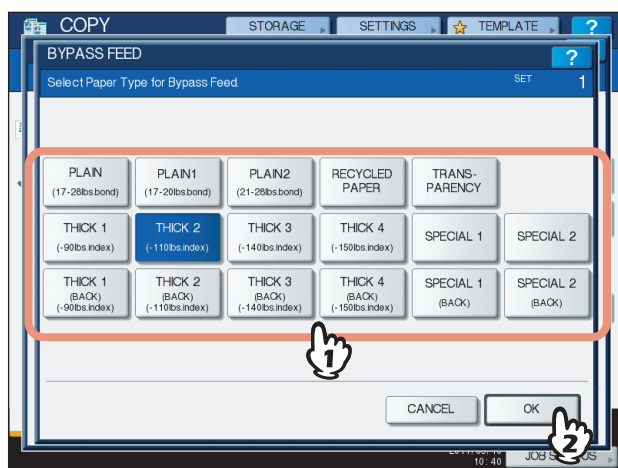 COPY
STORAGE
SETTINGS
TEMPLATE
?
BYPASS FEED
?
Select Paper Type for Bypass Feed.
SET 1
PLAIN
(17-28lbs.bond)
PLAIN1
(17-20lbs.bond)
PLAIN2
(21-28lbs.bond)
RECYCLED
PAPER
TRANS-
PARENCY
THICK 1
(-90lbs.index)
THICK 2
(-110lbs.index)
THICK 3
(-140lbs.index)
THICK 4
(-150lbs.index)
SPECIAL 1
SPECIAL 2
THICK 1
(BACK)
(-90lbs.index)
THICK 2
(BACK)
(-110lbs.index)
THICK 3
(BACK)
(-140lbs.index)
THICK 4
(BACK)
(-150lbs.index)
SPECIAL 1
(BACK)
SPECIAL 2
(BACK)
1
CANCEL
OK
2
10:40